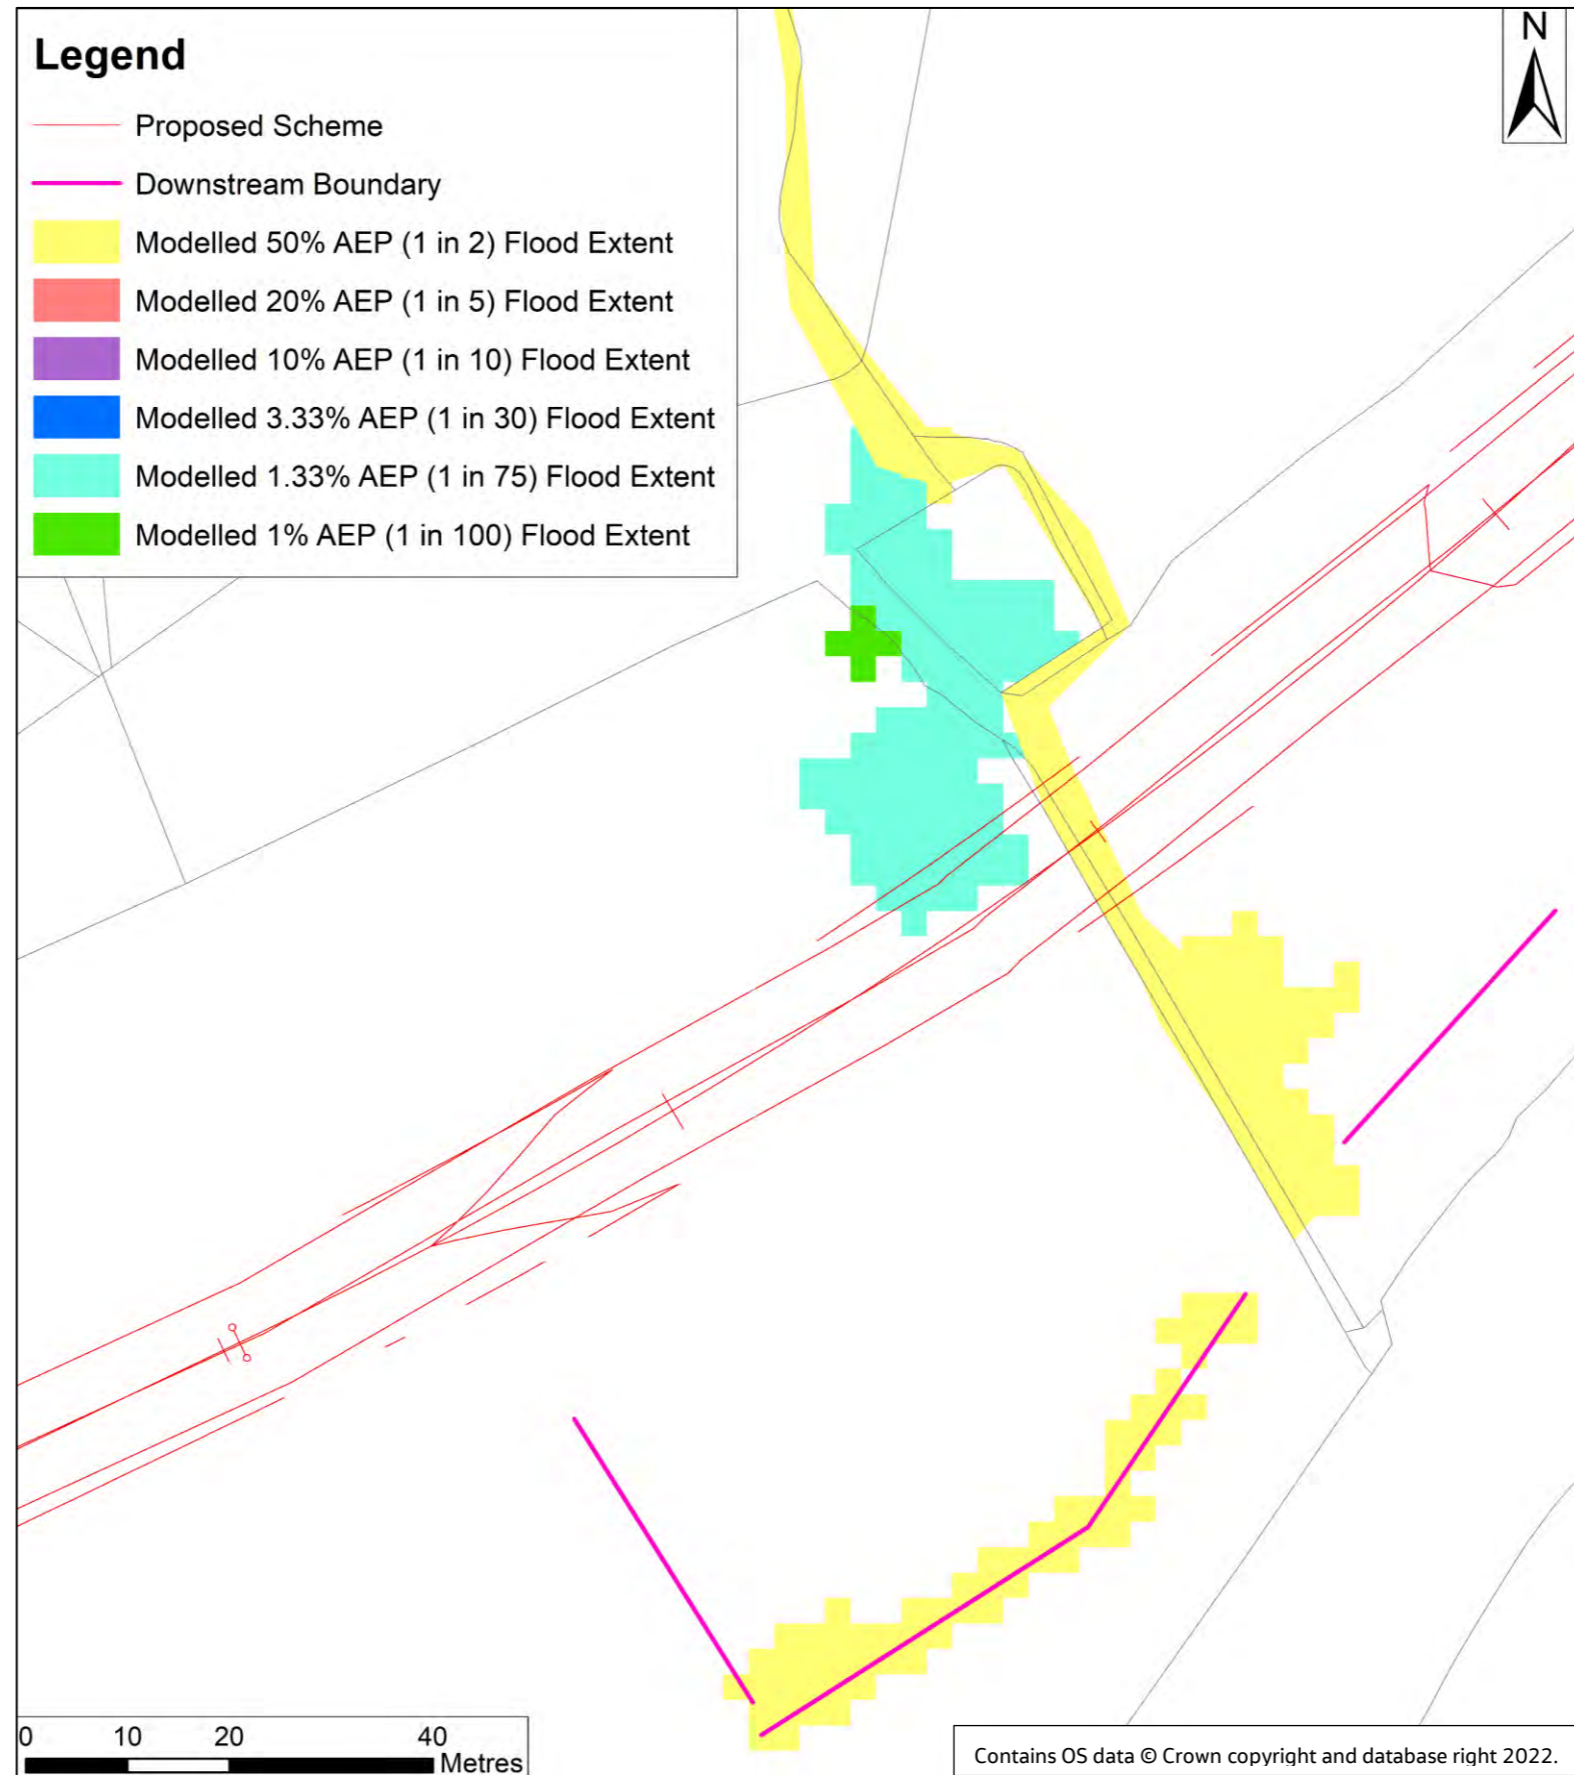 Legend
Proposed Scheme
Downstream Boundary
Modelled 50% AEP (1 in 2) Flood Extent
Modelled 20% AEP (1 in 5) Flood Extent
Modelled 10% AEP (1 in 10) Flood Extent
Modelled 3.33% AEP (1 in 30) Flood Extent
Modelled 1.33% AEP (1 in 75) Flood Extent
Modelled 1% AEP (1 in 100) Flood Extent
N
0 10 20 40
Metres
Contains OS data © Crown copyright and database right 2022.